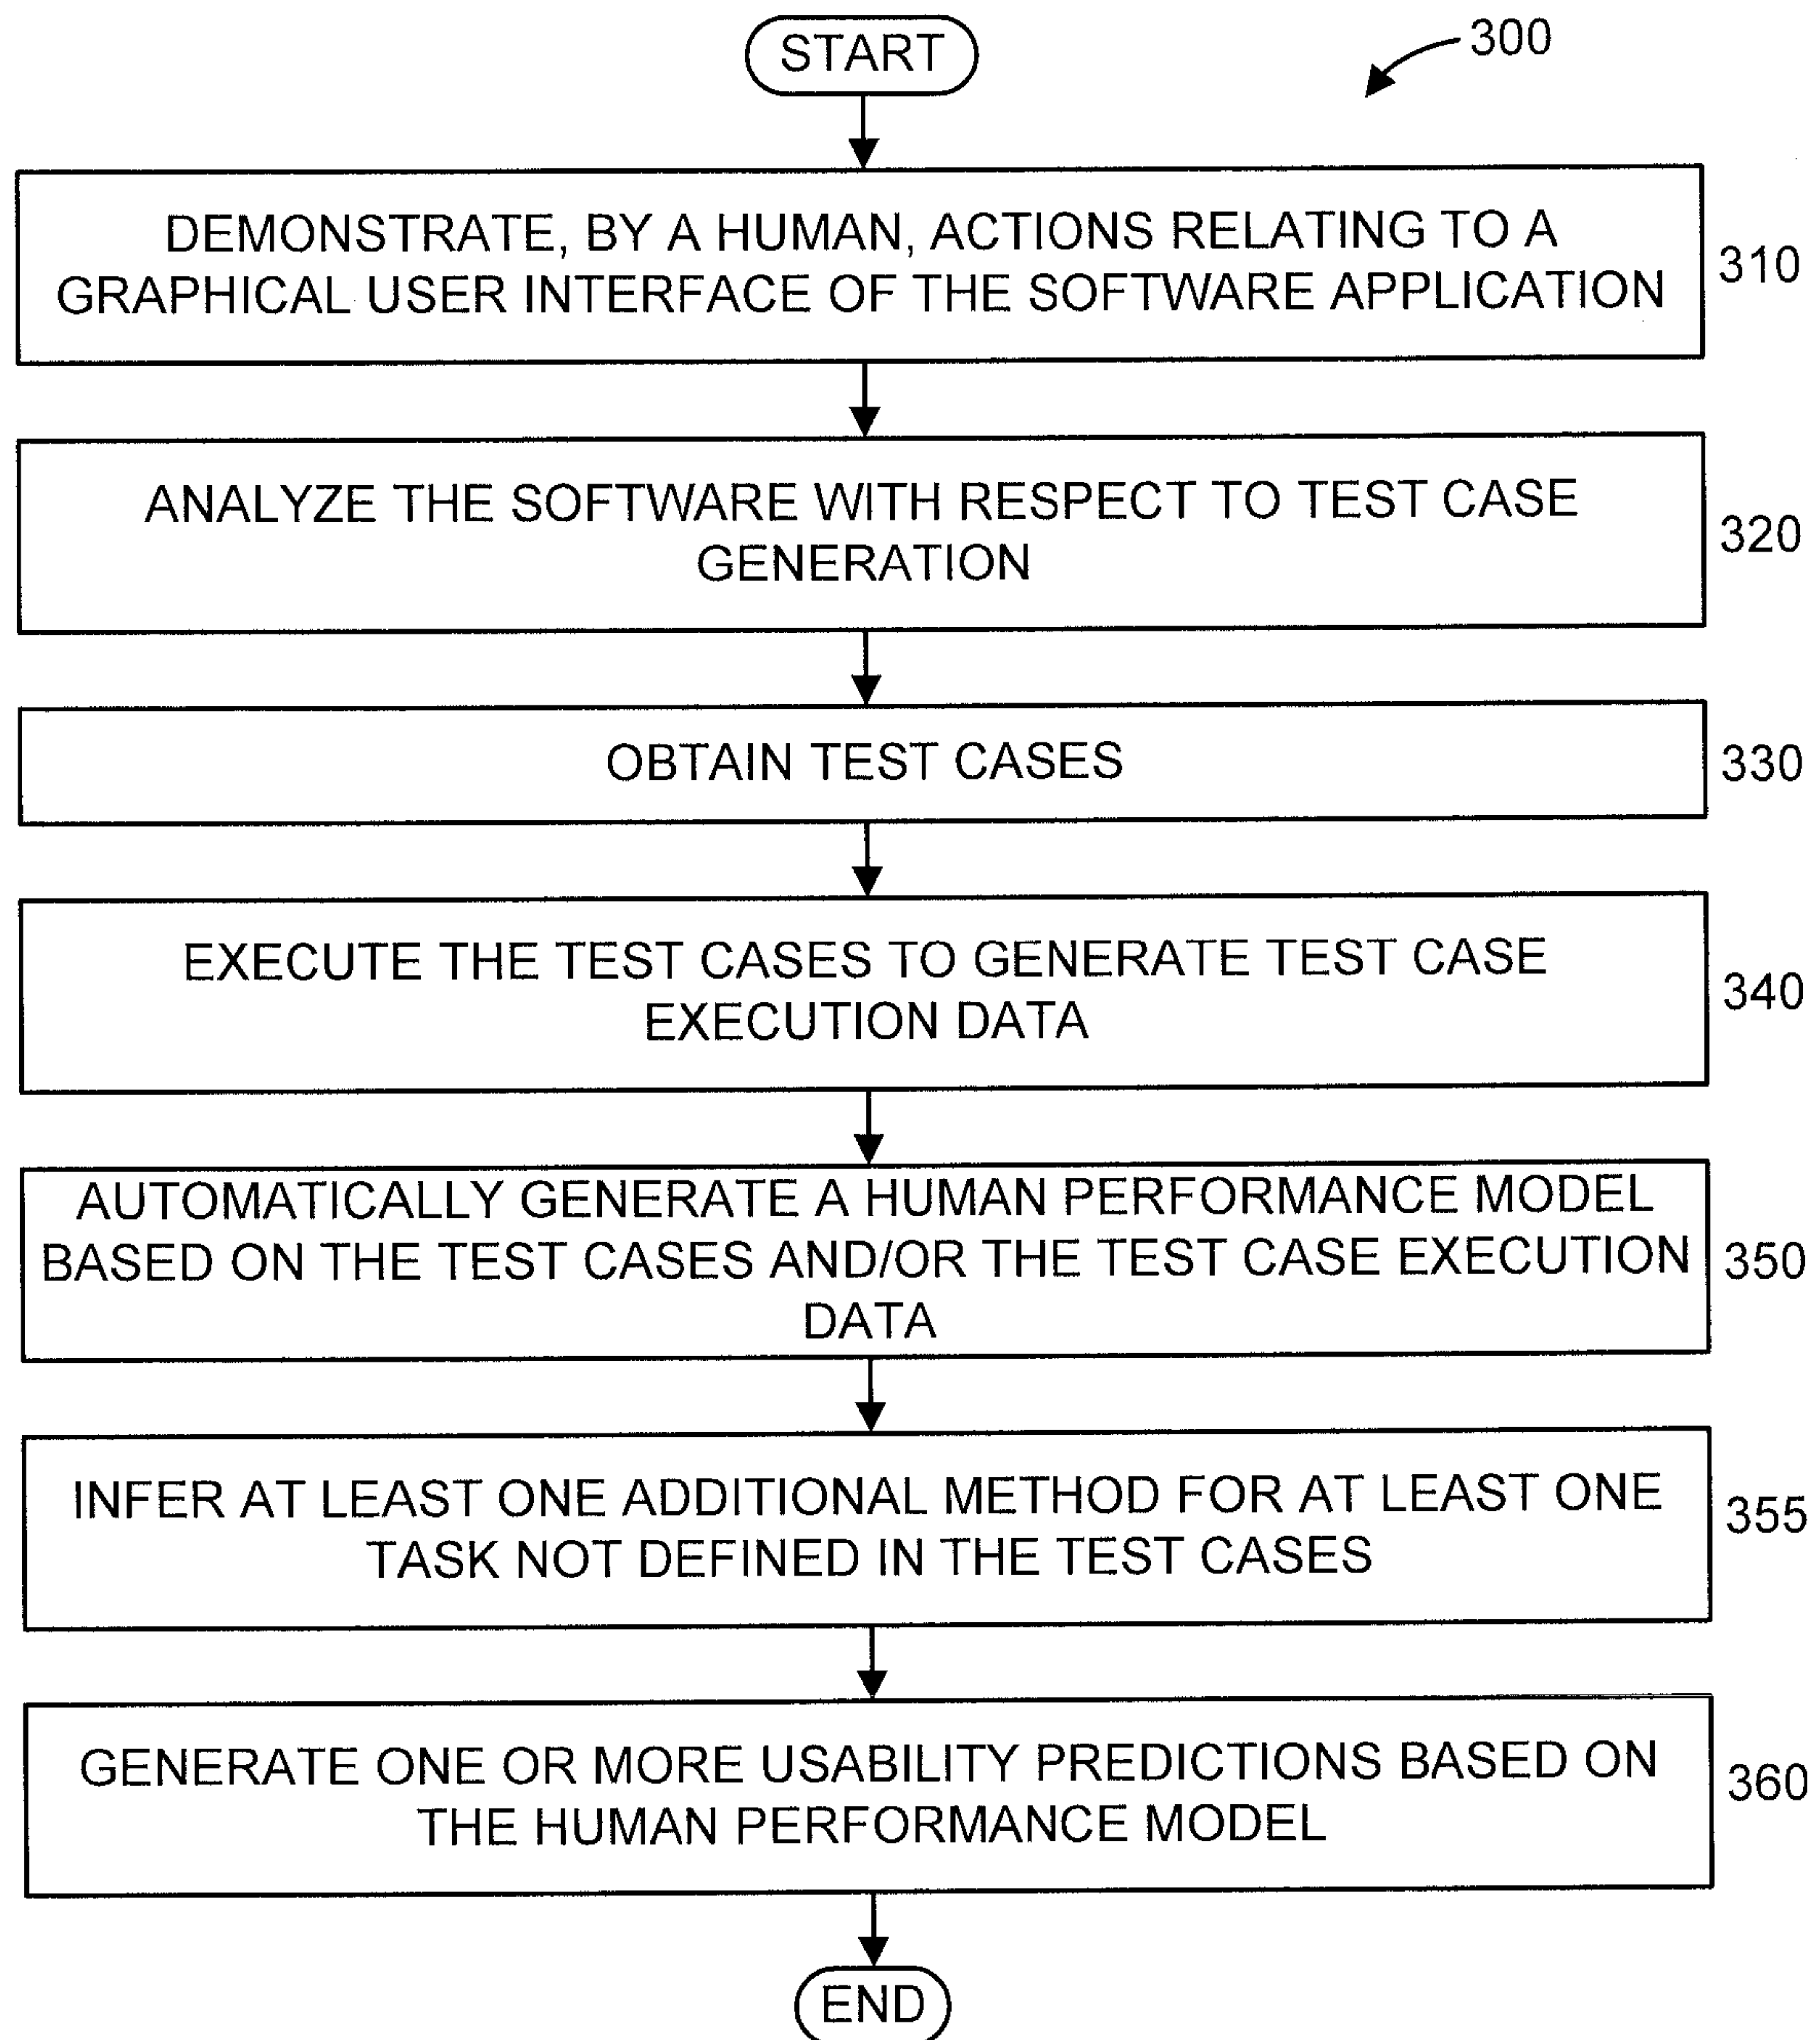 START
300
DEMONSTRATE, BY A HUMAN, ACTIONS RELATING TO A
GRAPHICAL USER INTERFACE OF THE SOFTWARE APPLICATION
310
ANALYZE THE SOFTWARE WITH RESPECT TO TEST CASE
GENERATION
320
OBTAIN TEST CASES
330
EXECUTE THE TEST CASES TO GENERATE TEST CASE
EXECUTION DATA
340
AUTOMATICALLY GENERATE A HUMAN PERFORMANCE MODEL
BASED ON THE TEST CASES AND/OR THE TEST CASE EXECUTION
DATA
350
INFER AT LEAST ONE ADDITIONAL METHOD FOR AT LEAST ONE
TASK NOT DEFINED IN THE TEST CASES
355
GENERATE ONE OR MORE USABILITY PREDICTIONS BASED ON
THE HUMAN PERFORMANCE MODEL
360
END